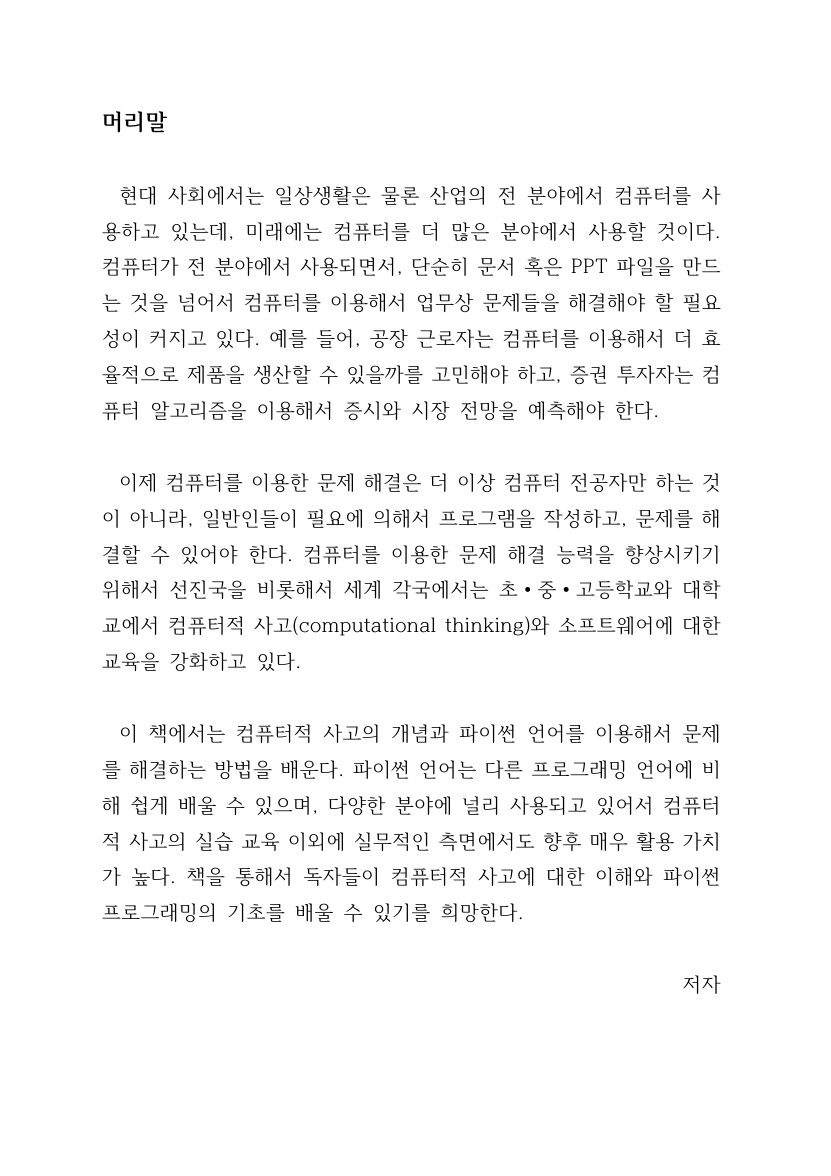 머리말
현대 사회에서는 일상생활은 물론 산업의 전 분야에서 컴퓨터를 사
용하고 있는데, 미래에는 컴퓨터를 더 많은 분야에서 사용할 것이다.
컴퓨터가 전 분야에서 사용되면서, 단순히 문서 혹은 PPT 파일을 만드
는 것을 넘어서 컴퓨터를 이용해서 업무상 문제들을 해결해야 할 필요
성이 커지고 있다. 예를 들어, 공장 근로자는 컴퓨터를 이용해서 더 효
율적으로 제품을 생산할 수 있을까를 고민해야 하고, 증권 투자자는 컴
퓨터 알고리즘을 이용해서 증시와 시장 전망을 예측해야 한다.
이제 컴퓨터를 이용한 문제 해결은 더 이상 컴퓨터 전공자만 하는 것
이 아니라, 일반인들이 필요에 의해서 프로그램을 작성하고, 문제를 해
결할 수 있어야 한다. 컴퓨터를 이용한 문제 해결 능력을 향상시키기
위해서 선진국을 비롯해서 세계 각국에서는 초•중•고등학교와 대학
교에서 컴퓨터적 사고(computational thinking)와 소프트웨어에 대한
교육을 강화하고 있다.
이 책에서는 컴퓨터적 사고의 개념과 파이썬 언어를 이용해서 문제
를 해결하는 방법을 배운다. 파이썬 언어는 다른 프로그래밍 언어에 비
해 쉽게 배울 수 있으며, 다양한 분야에 널리 사용되고 있어서 컴퓨터
적 사고의 실습 교육 이외에 실무적인 측면에서도 향후 매우 활용 가치
가 높다. 책을 통해서 독자들이 컴퓨터적 사고에 대한 이해와 파이썬
프로그래밍의 기초를 배울 수 있기를 희망한다.
저자